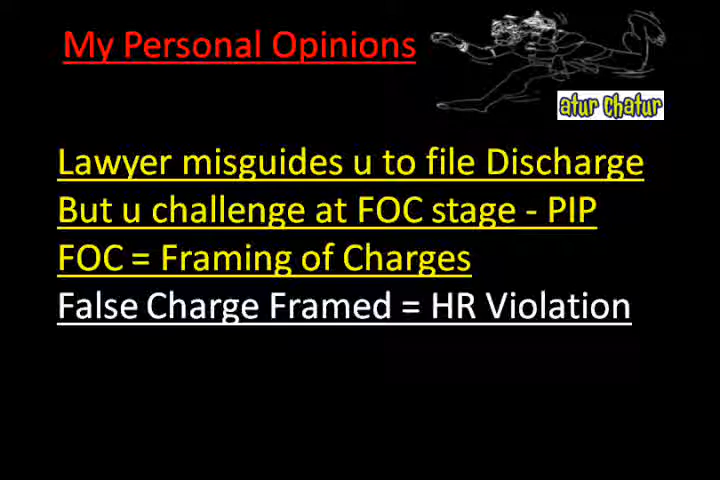 My Personal Opinions
atur chatur
Lawyer misguides u to file Discharge
But u challenge at FOC stage - PIP
FOC = Framing of Charges
False Charge Framed = HR Violation